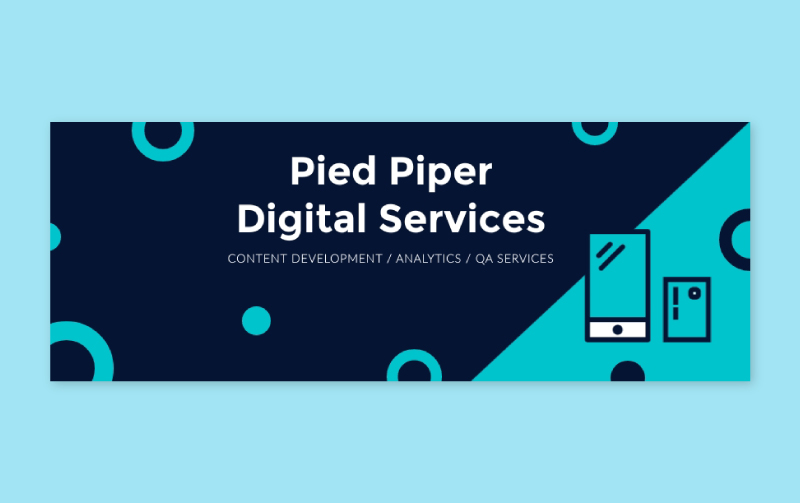 Pied Piper
Digital Services
CONTENT DEVELOPMENT / ANALYTICS / QA SERVICES